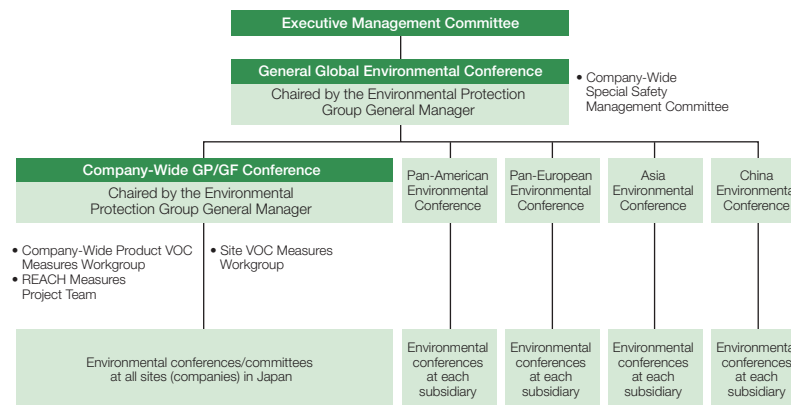 Executive Management Committee
General Global Environmental Conference
Chaired by the Environmental Protection
Group General Manager
• Company-Wide
Special Safety
Management Committee
Company-Wide GP/GF Conference
Chaired by the Environmental
Protection Group General Manager
Pan-American
Environmental
Conference
Pan-European
Environmental
Conference
Asia
Environmental
Conference
China
Environmenta
Conference
• Company-Wide Product VOC
Measures Workgroup
• REACH Measures
Project Team
• Site VOC Measures
Workgroup
Environmental conferences/committees
at all sites (companies) in Japan
Environmental
conferences
at each
subsidiary
Environmental
conferences
at each
subsidiary
Environmental
conferences
at each
subsidiary
Environmenta
conferences
at each
subsidiary